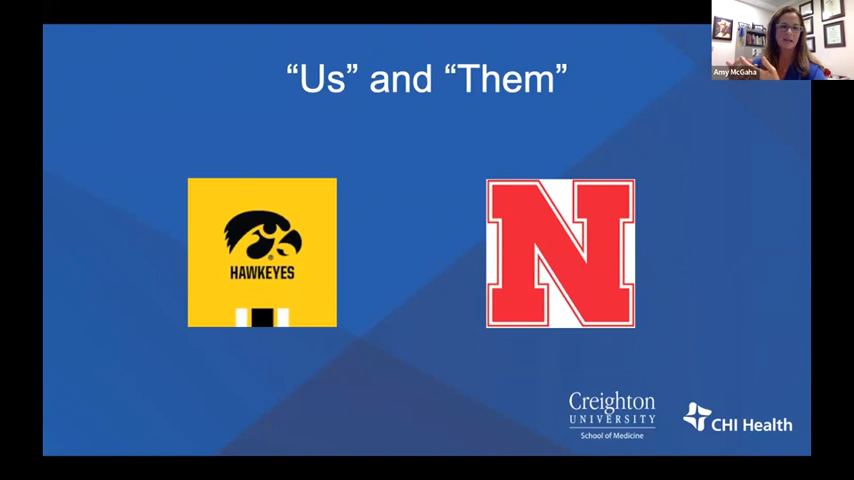 Amy McGaha
“Us” and “Them”
HAWKEYES
®
N
Creighton
UNIVERSITY
School of Medicine
CHI Health